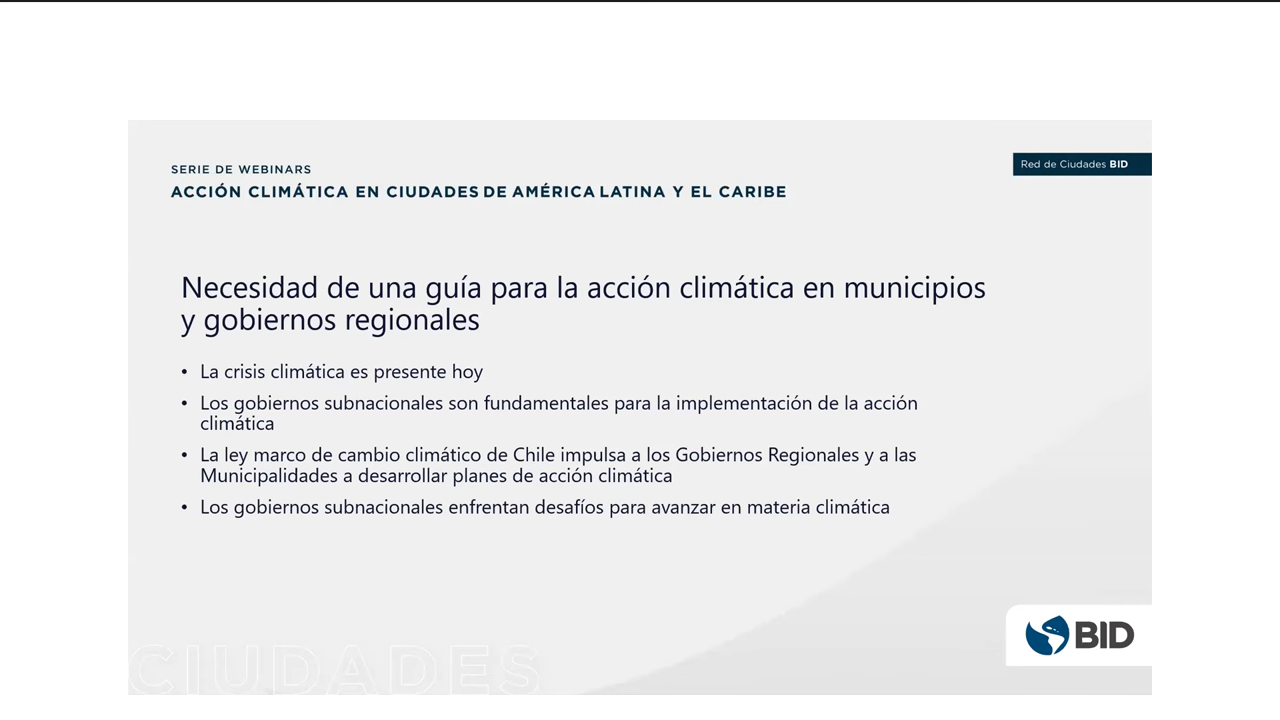 SERIE DE WEBINARS
Red de Ciudades BID
ACCIÓN CLIMÁTICA EN CIUDADES DE AMÉRICA LATINA Y EL CARIBE
Necesidad de una guía para la acción climática en municipios
y gobiernos regionales
• La crisis climática es presente hoy
• Los gobiernos subnacionales son fundamentales para la implementación de la acción
climática
• La ley marco de cambio climático de Chile impulsa a los Gobiernos Regionales y a las
Municipalidades a desarrollar planes de acción climática
• Los gobiernos subnacionales enfrentan desafíos para avanzar en materia climática
BID
CIUDADES